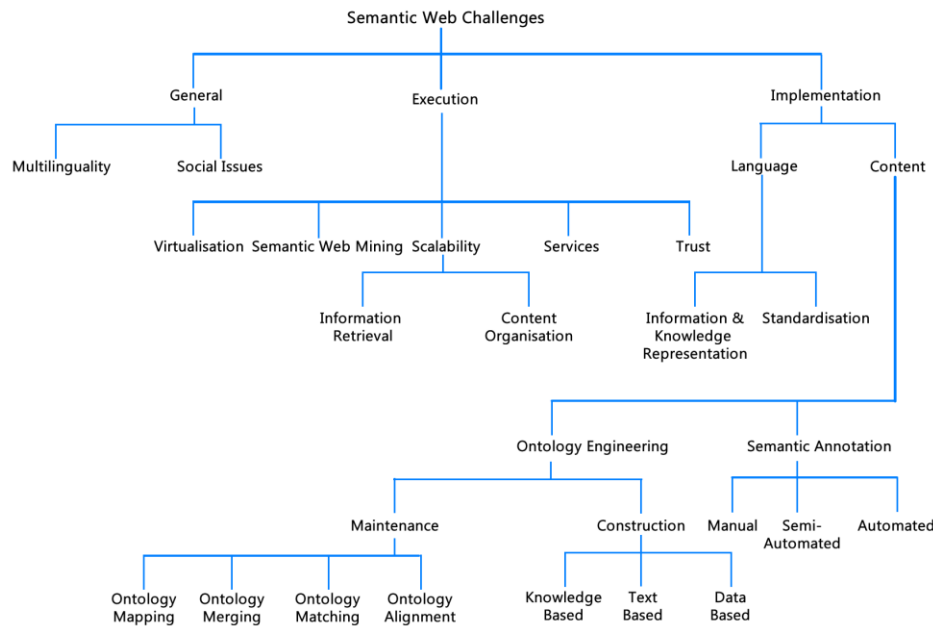 Semantic Web Challenges
General
Execution
Implementation
Multilinguality
Social Issues
Language
Content
Virtualisation
Semantic Web Mining
Scalability
Services
Trust
Information
Retrieval
Content
Organisation
Information &
Knowledge
Representation
Standardisation
Ontology Engineering
Semantic Annotation
Maintenance
Construction
Manual
Semi-
Automated
Automated
Ontology
Mapping
Ontology
Merging
Ontology
Matching
Ontology
Alignment
Knowledge
Based
Text
Based
Data
Based